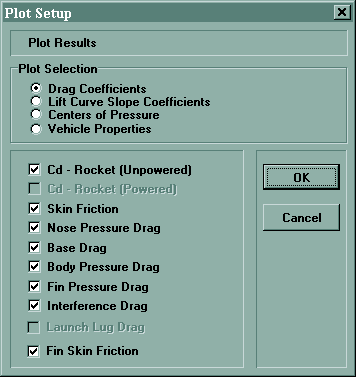 Plot Setup
Plot Results
Plot Selection
Drag Coefficients
Lift Curve Slope Coefficients
Centers of Pressure
Vehicle Properties
Cd - Rocket (Unpowered)
Cd - Rocket (Powered)
Skin Friction
Nose Pressure Drag
Base Drag
Body Pressure Drag
Fin Pressure Drag
Interference Drag
Launch Lug Drag
Fin Skin Friction
OK
Cancel